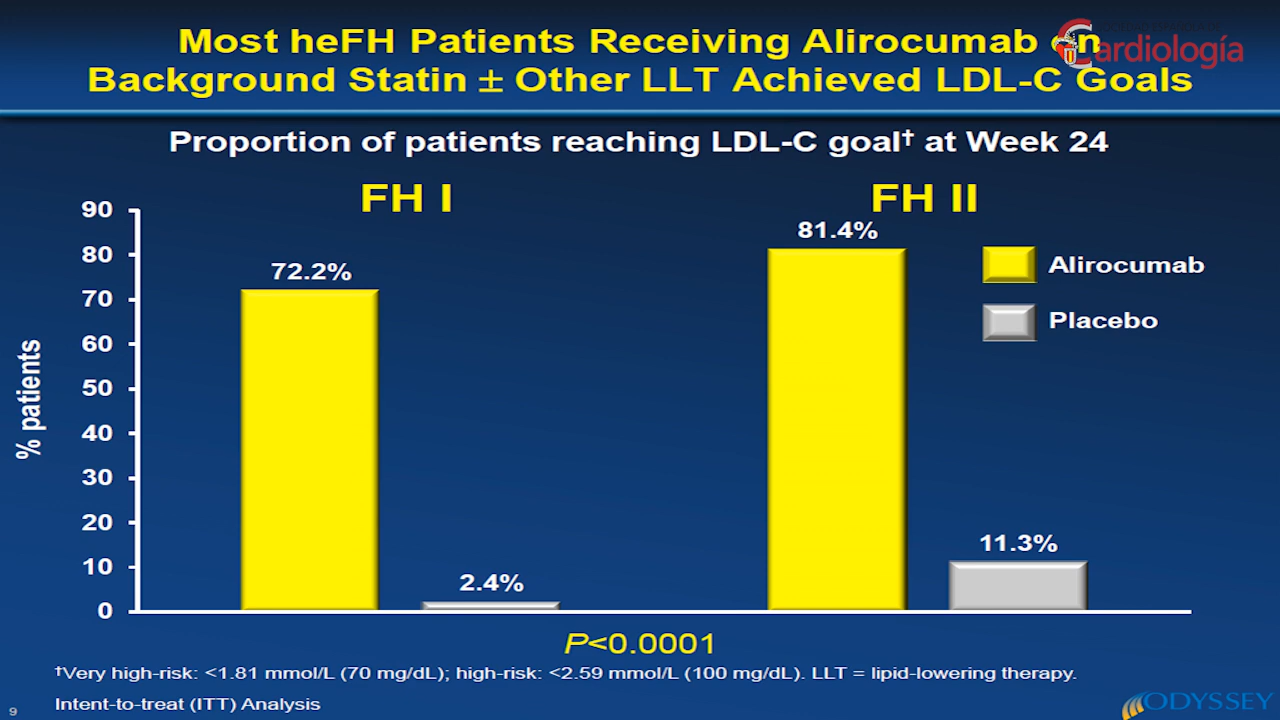 Most heFH Patients Receiving Alirocumab on
Background Statin ± Other LLT Achieved LDL-C Goals
SOCIEDAD ESPAÑOLA DE
Cardiología
Proportion of patients reaching LDL-C goal† at Week 24
FH I
FH II
% patients
90
80
70
60
50
40
30
20
10
0
72.2%
2.4%
81.4%
11.3%
Alirocumab
Placebo
P<0.0001
†Very high-risk: <1.81 mmol/L (70 mg/dL); high-risk: <2.59 mmol/L (100 mg/dL). LLT = lipid-lowering therapy.
Intent-to-treat (ITT) Analysis
9
ODYSSEY